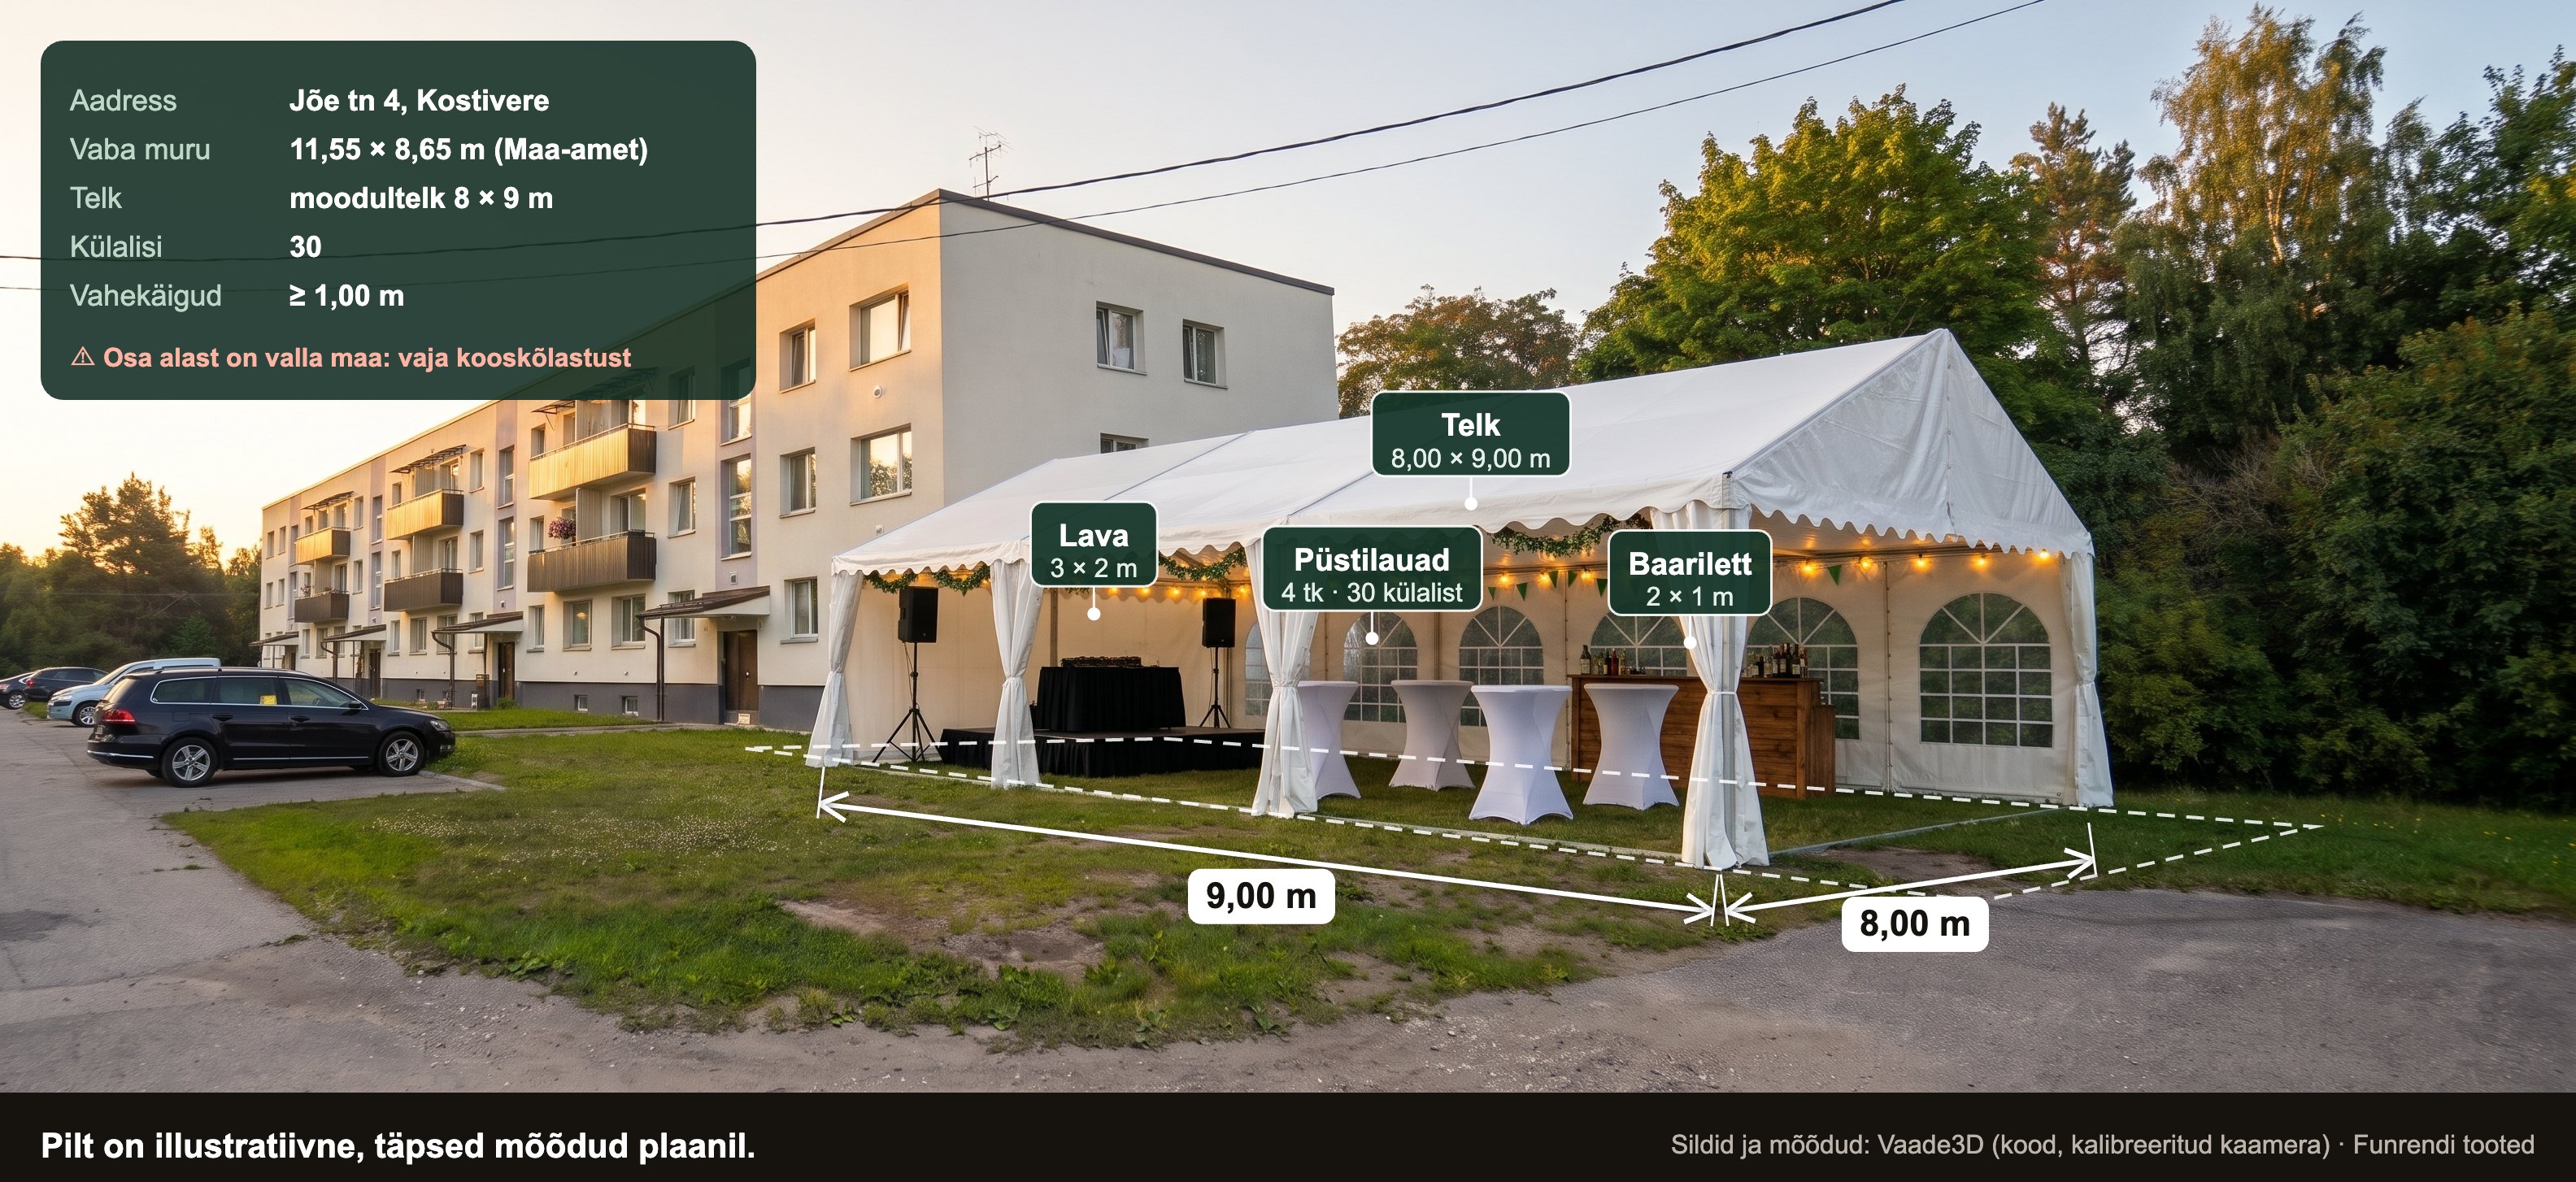 Aadress Jõe tn 4, Kostivere
Vaba muru 11,55 × 8,65 m (Maa-amet)
Telk moodultelk 8 × 9 m
Külalisi 30
Vahekäigud ≥ 1,00 m
⚠ Osa alast on valla maa: vaja kooskõlastust
Telk
8,00 × 9,00 m
Lava
3 × 2 m
Püstilauad
4 tk · 30 külalist
Baarilett
2 × 1 m
9,00 m
8,00 m
Pilt on illustratiivne, täpsed mõõdud plaanil.
Sildid ja mõõdud: Vaade3D (kood, kalibreeritud kaamera) · Funrendi tooted